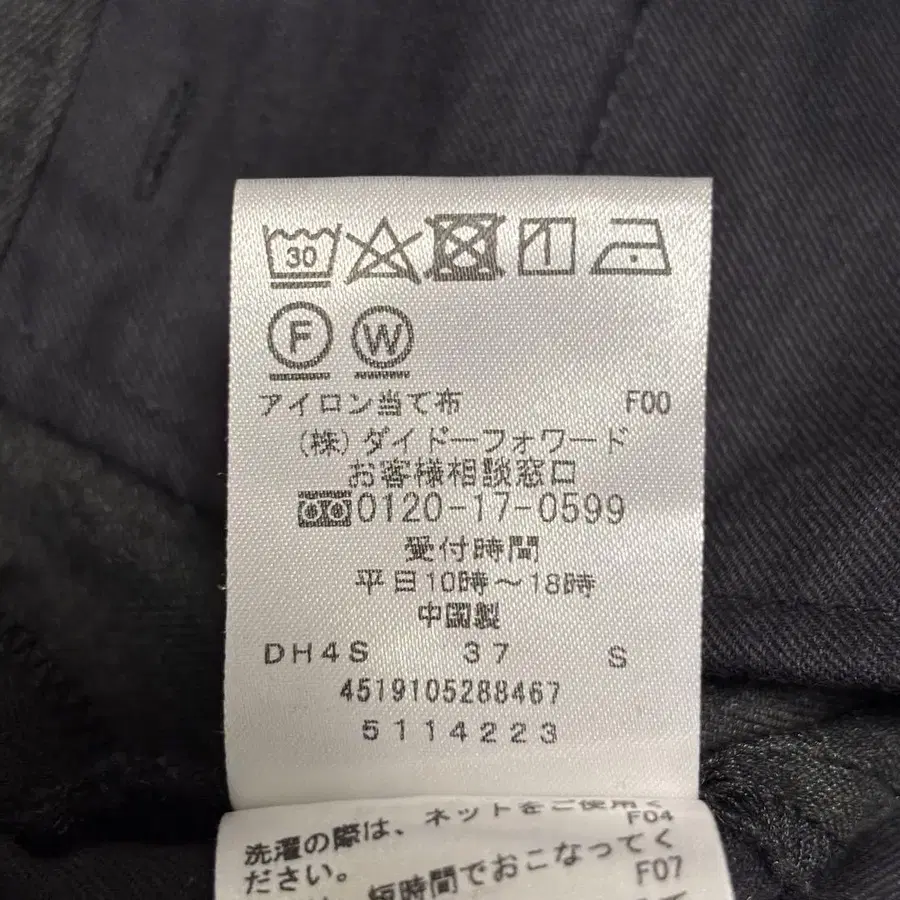 30
F W
アイロン当て布 F00
(株)ダイドーフォワード
お客様相談窓口
0120-17-0599
受付時間
平日10時～18時
中国製
DH4S 37 S
4519105288467
5114223
洗濯の際は、ネットをご使用く
F04
ださい。
短時間でおこなってく
F07